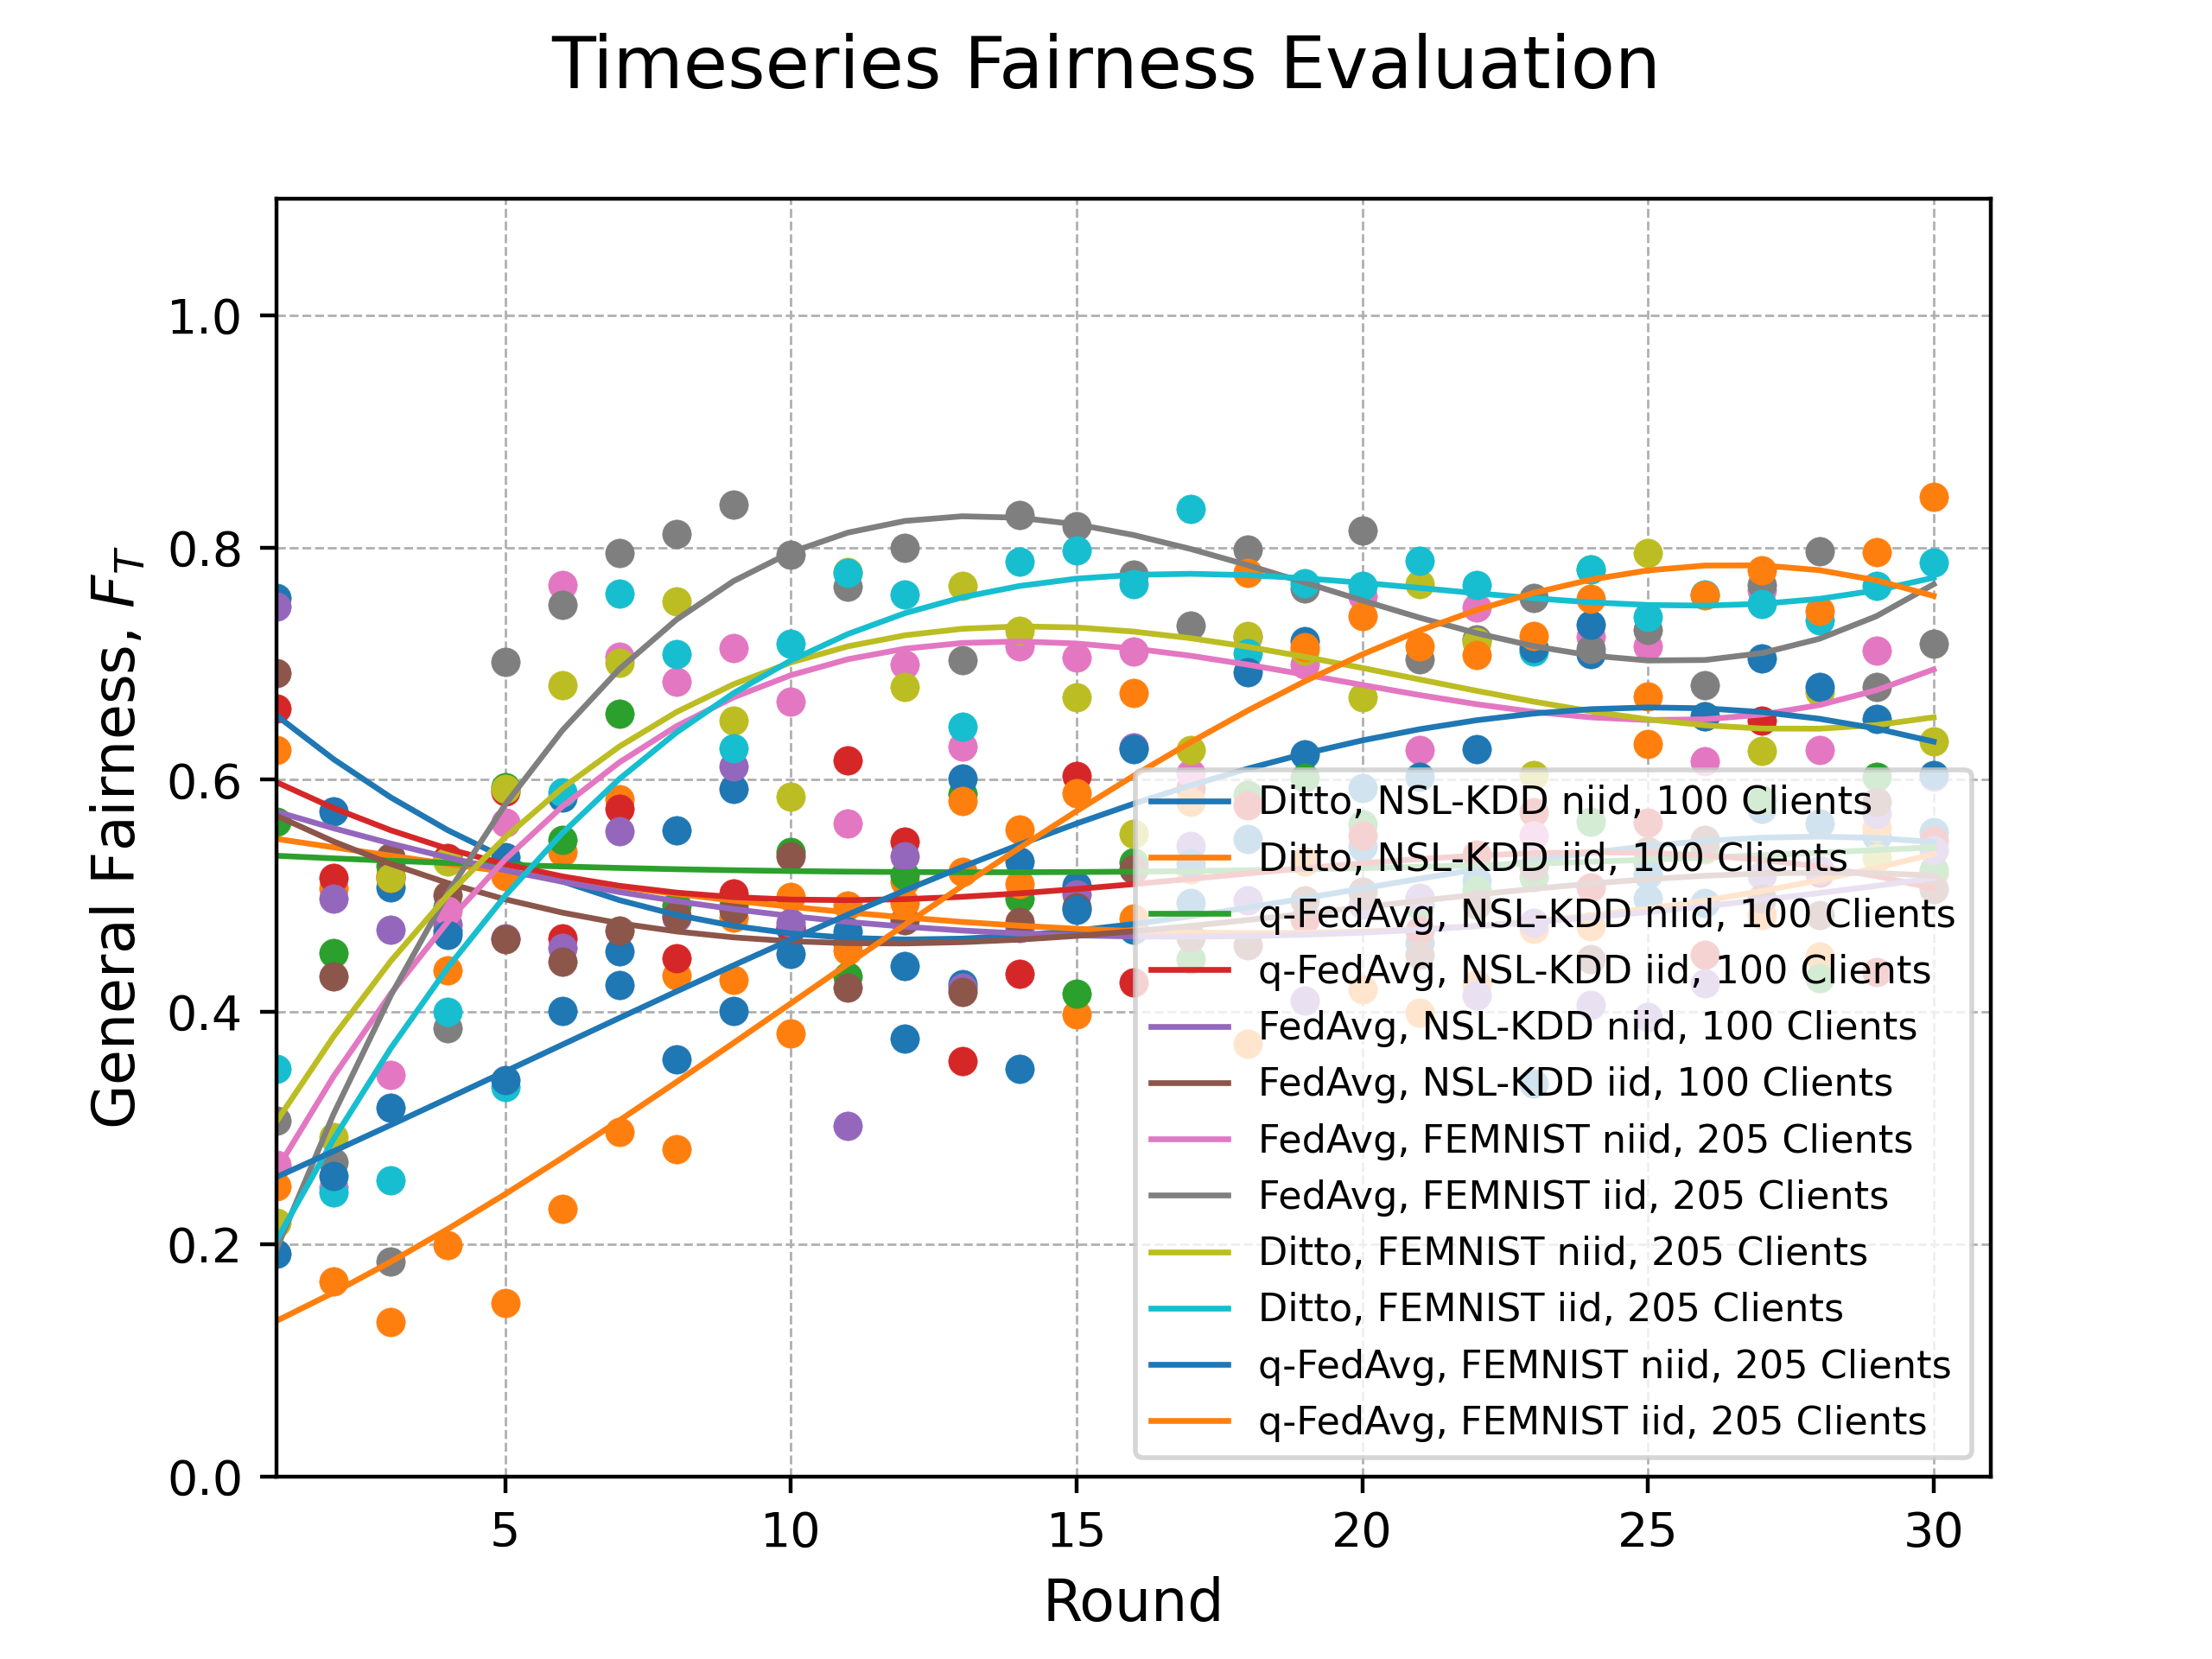 Timeseries Fairness Evaluation
General Fairness, F_T
1.0
0.8
0.6
0.4
0.2
0.0
Ditto, NSL-KDD niid, 100 Clients
Ditto, NSL-KDD iid, 100 Clients
q-FedAvg, NSL-KDD niid, 100 Clients
q-FedAvg, NSL-KDD iid, 100 Clients
FedAvg, NSL-KDD niid, 100 Clients
FedAvg, NSL-KDD iid, 100 Clients
FedAvg, FEMNIST niid, 205 Clients
FedAvg, FEMNIST iid, 205 Clients
Ditto, FEMNIST niid, 205 Clients
Ditto, FEMNIST iid, 205 Clients
q-FedAvg, FEMNIST niid, 205 Clients
q-FedAvg, FEMNIST iid, 205 Clients
5 10 15 20 25 30
Round